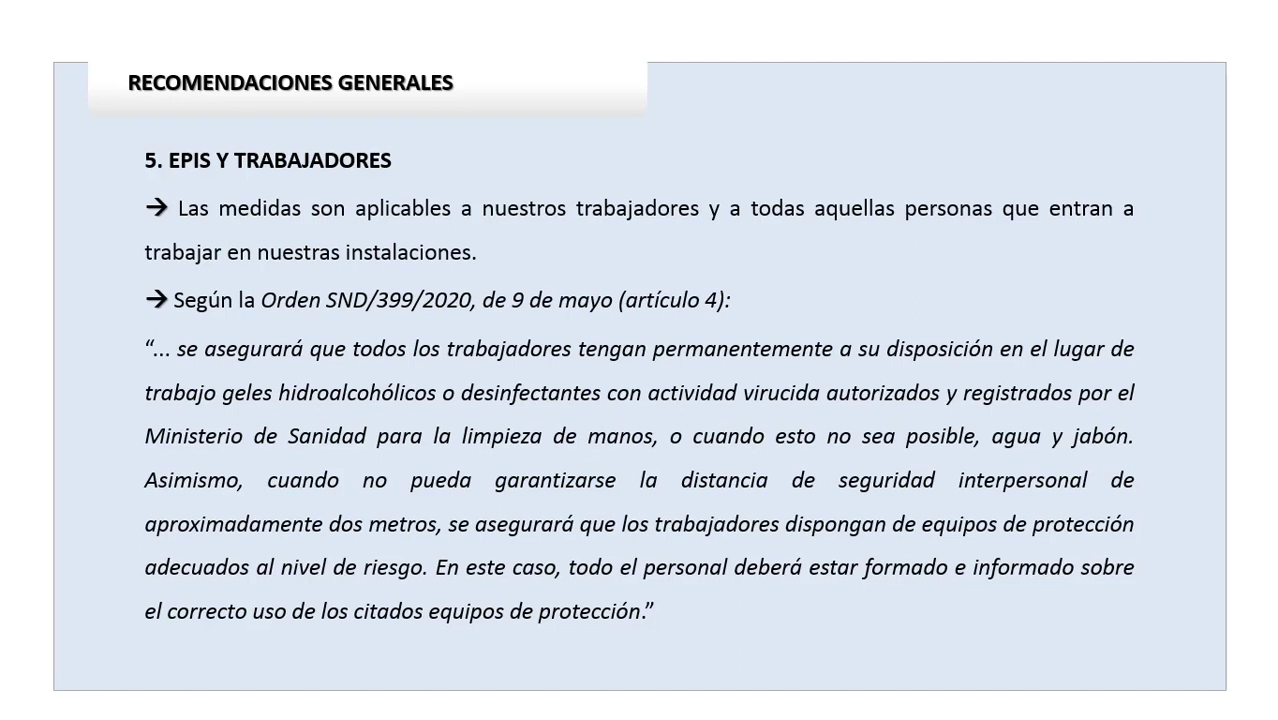 RECOMENDACIONES GENERALES
5. EPIS Y TRABAJADORES
→ Las medidas son aplicables a nuestros trabajadores y a todas aquellas personas que entran a
trabajar en nuestras instalaciones.
→ Según la Orden SND/399/2020, de 9 de mayo (artículo 4):
“... se asegurará que todos los trabajadores tengan permanentemente a su disposición en el lugar de
trabajo geles hidroalcohólicos o desinfectantes con actividad virucida autorizados y registrados por el
Ministerio de Sanidad para la limpieza de manos, o cuando esto no sea posible, agua y jabón.
Asimismo, cuando no pueda garantizarse la distancia de seguridad interpersonal de
aproximadamente dos metros, se asegurará que los trabajadores dispongan de equipos de protección
adecuados al nivel de riesgo. En este caso, todo el personal deberá estar formado e informado sobre
el correcto uso de los citados equipos de protección.”